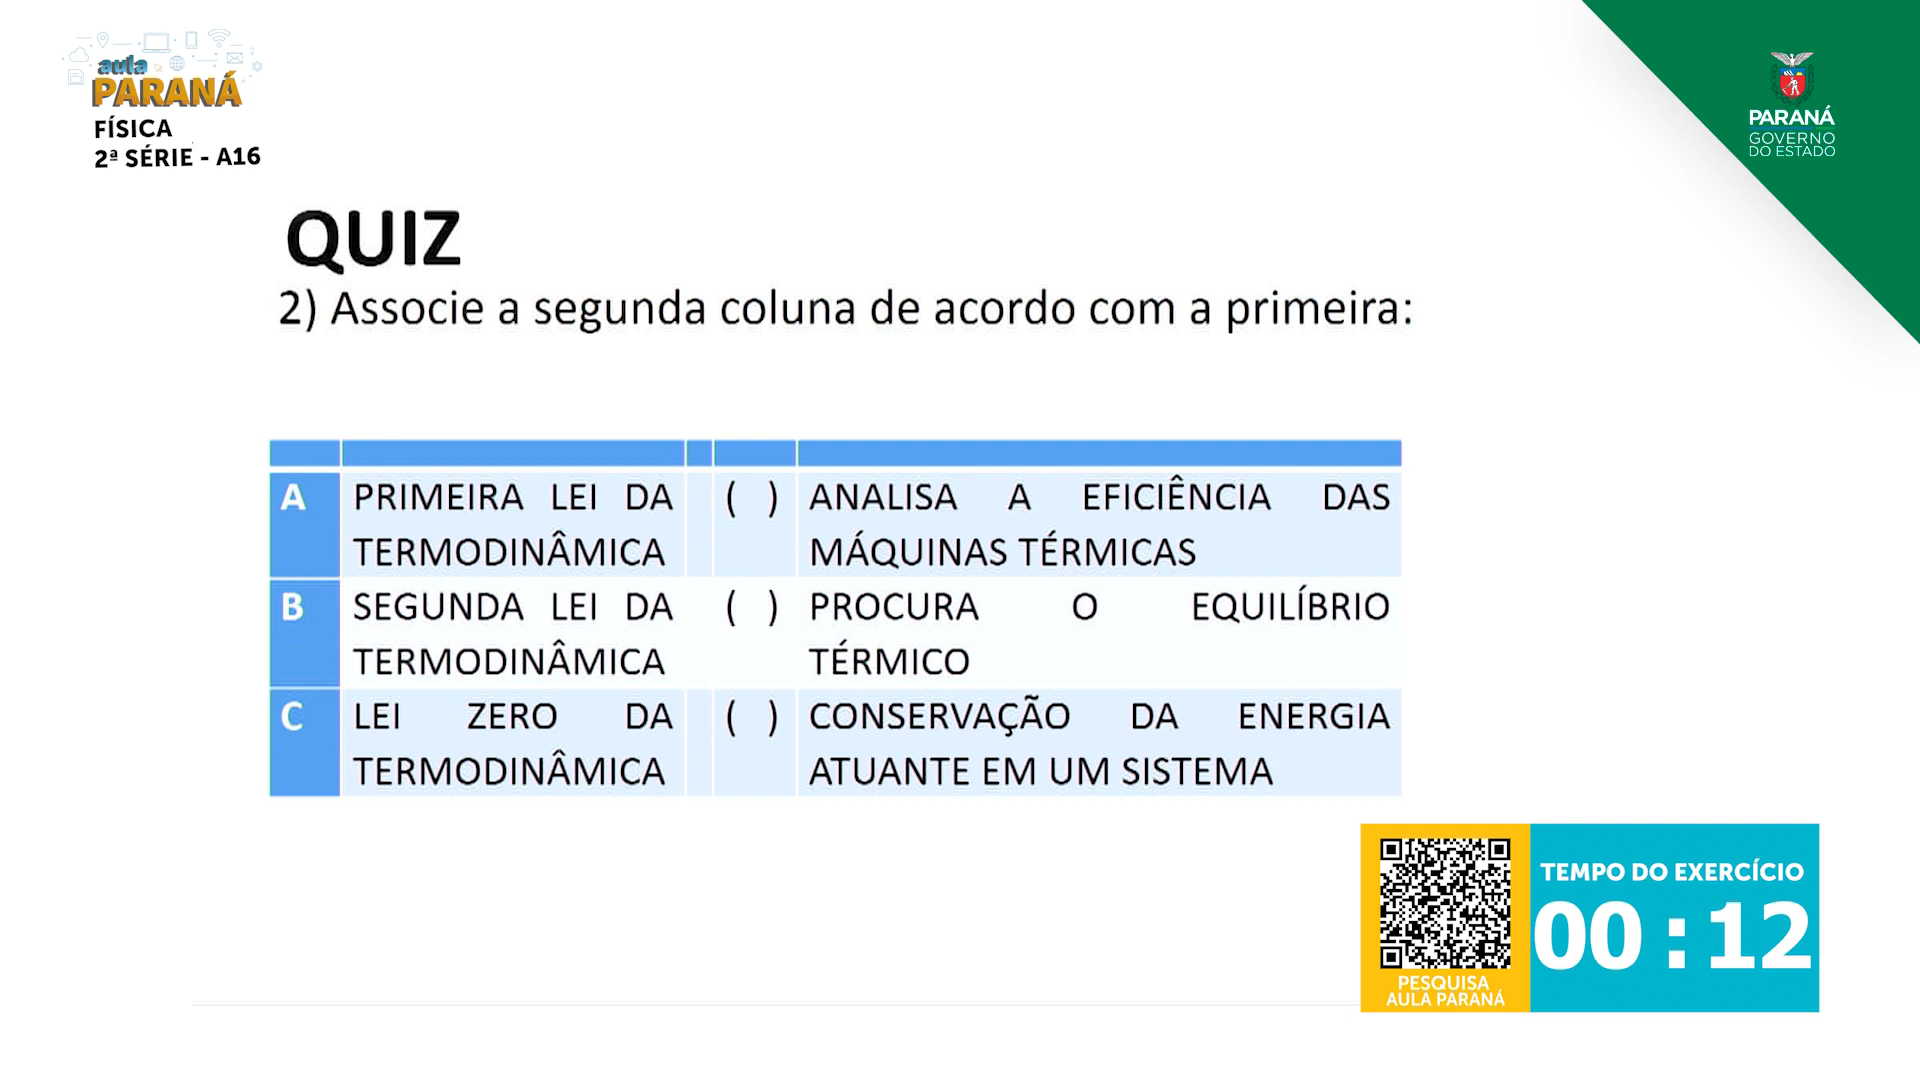 aula
PARANÁ
FÍSICA
2ª SÉRIE - A16
PARANÁ
GOVERNO
DO ESTADO
QUIZ
2) Associe a segunda coluna de acordo com a primeira:
A PRIMEIRA LEI DA ( ) ANALISA A EFICIÊNCIA DAS
TERMODINÂMICA MÁQUINAS TÉRMICAS
B SEGUNDA LEI DA ( ) PROCURA O EQUILÍBRIO
TERMODINÂMICA TÉRMICO
C LEI ZERO DA ( ) CONSERVAÇÃO DA ENERGIA
TERMODINÂMICA ATUANTE EM UM SISTEMA
TEMPO DO EXERCÍCIO
00 : 12
PESQUISA
AULA PARANÁ